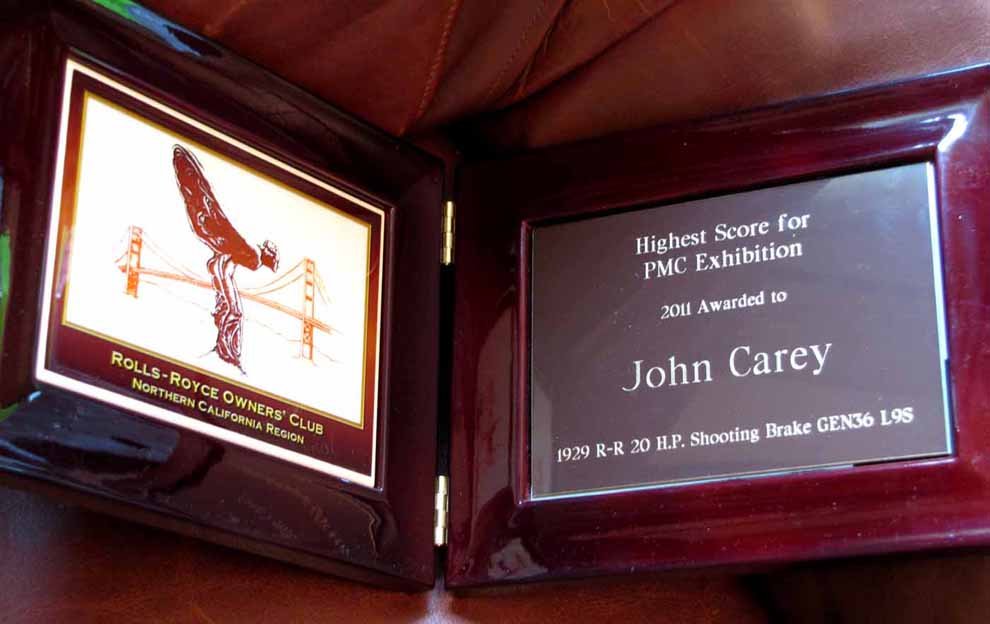 ROLLS-ROYCE OWNERS' CLUB
NORTHERN CALIFORNIA REGION
Highest Score for
PMC Exhibition
2011 Awarded to
John Carey
1929 R-R 20 H.P. Shooting Brake GEN36 L9S